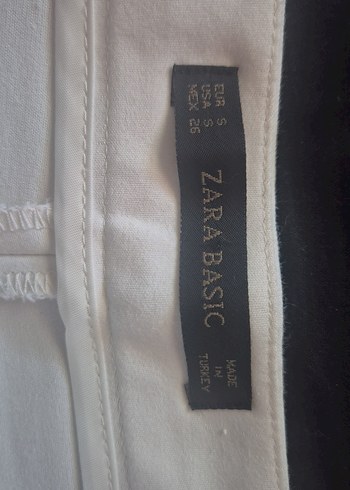 EUR S
USA S
MEX 26
ZARA BASIC
MADE
IN
TURKEY